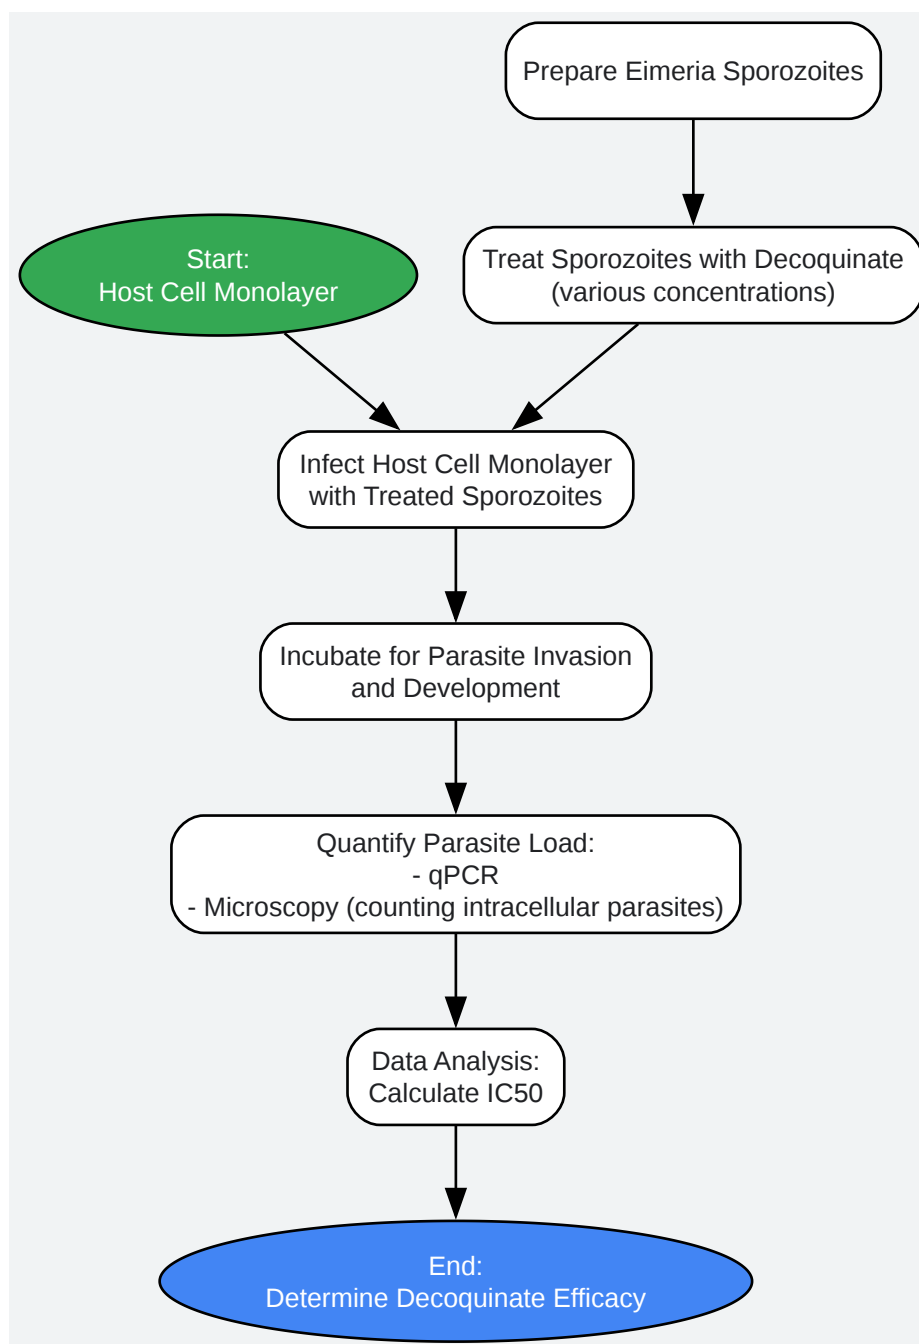 Prepare Eimeria Sporozoites
Start:
Host Cell Monolayer
Treat Sporozoites with Decoquinate
(various concentrations)
Infect Host Cell Monolayer
with Treated Sporozoites
Incubate for Parasite Invasion
and Development
Quantify Parasite Load:
- qPCR
- Microscopy (counting intracellular parasites)
Data Analysis:
Calculate IC50
End:
Determine Decoquinate Efficacy